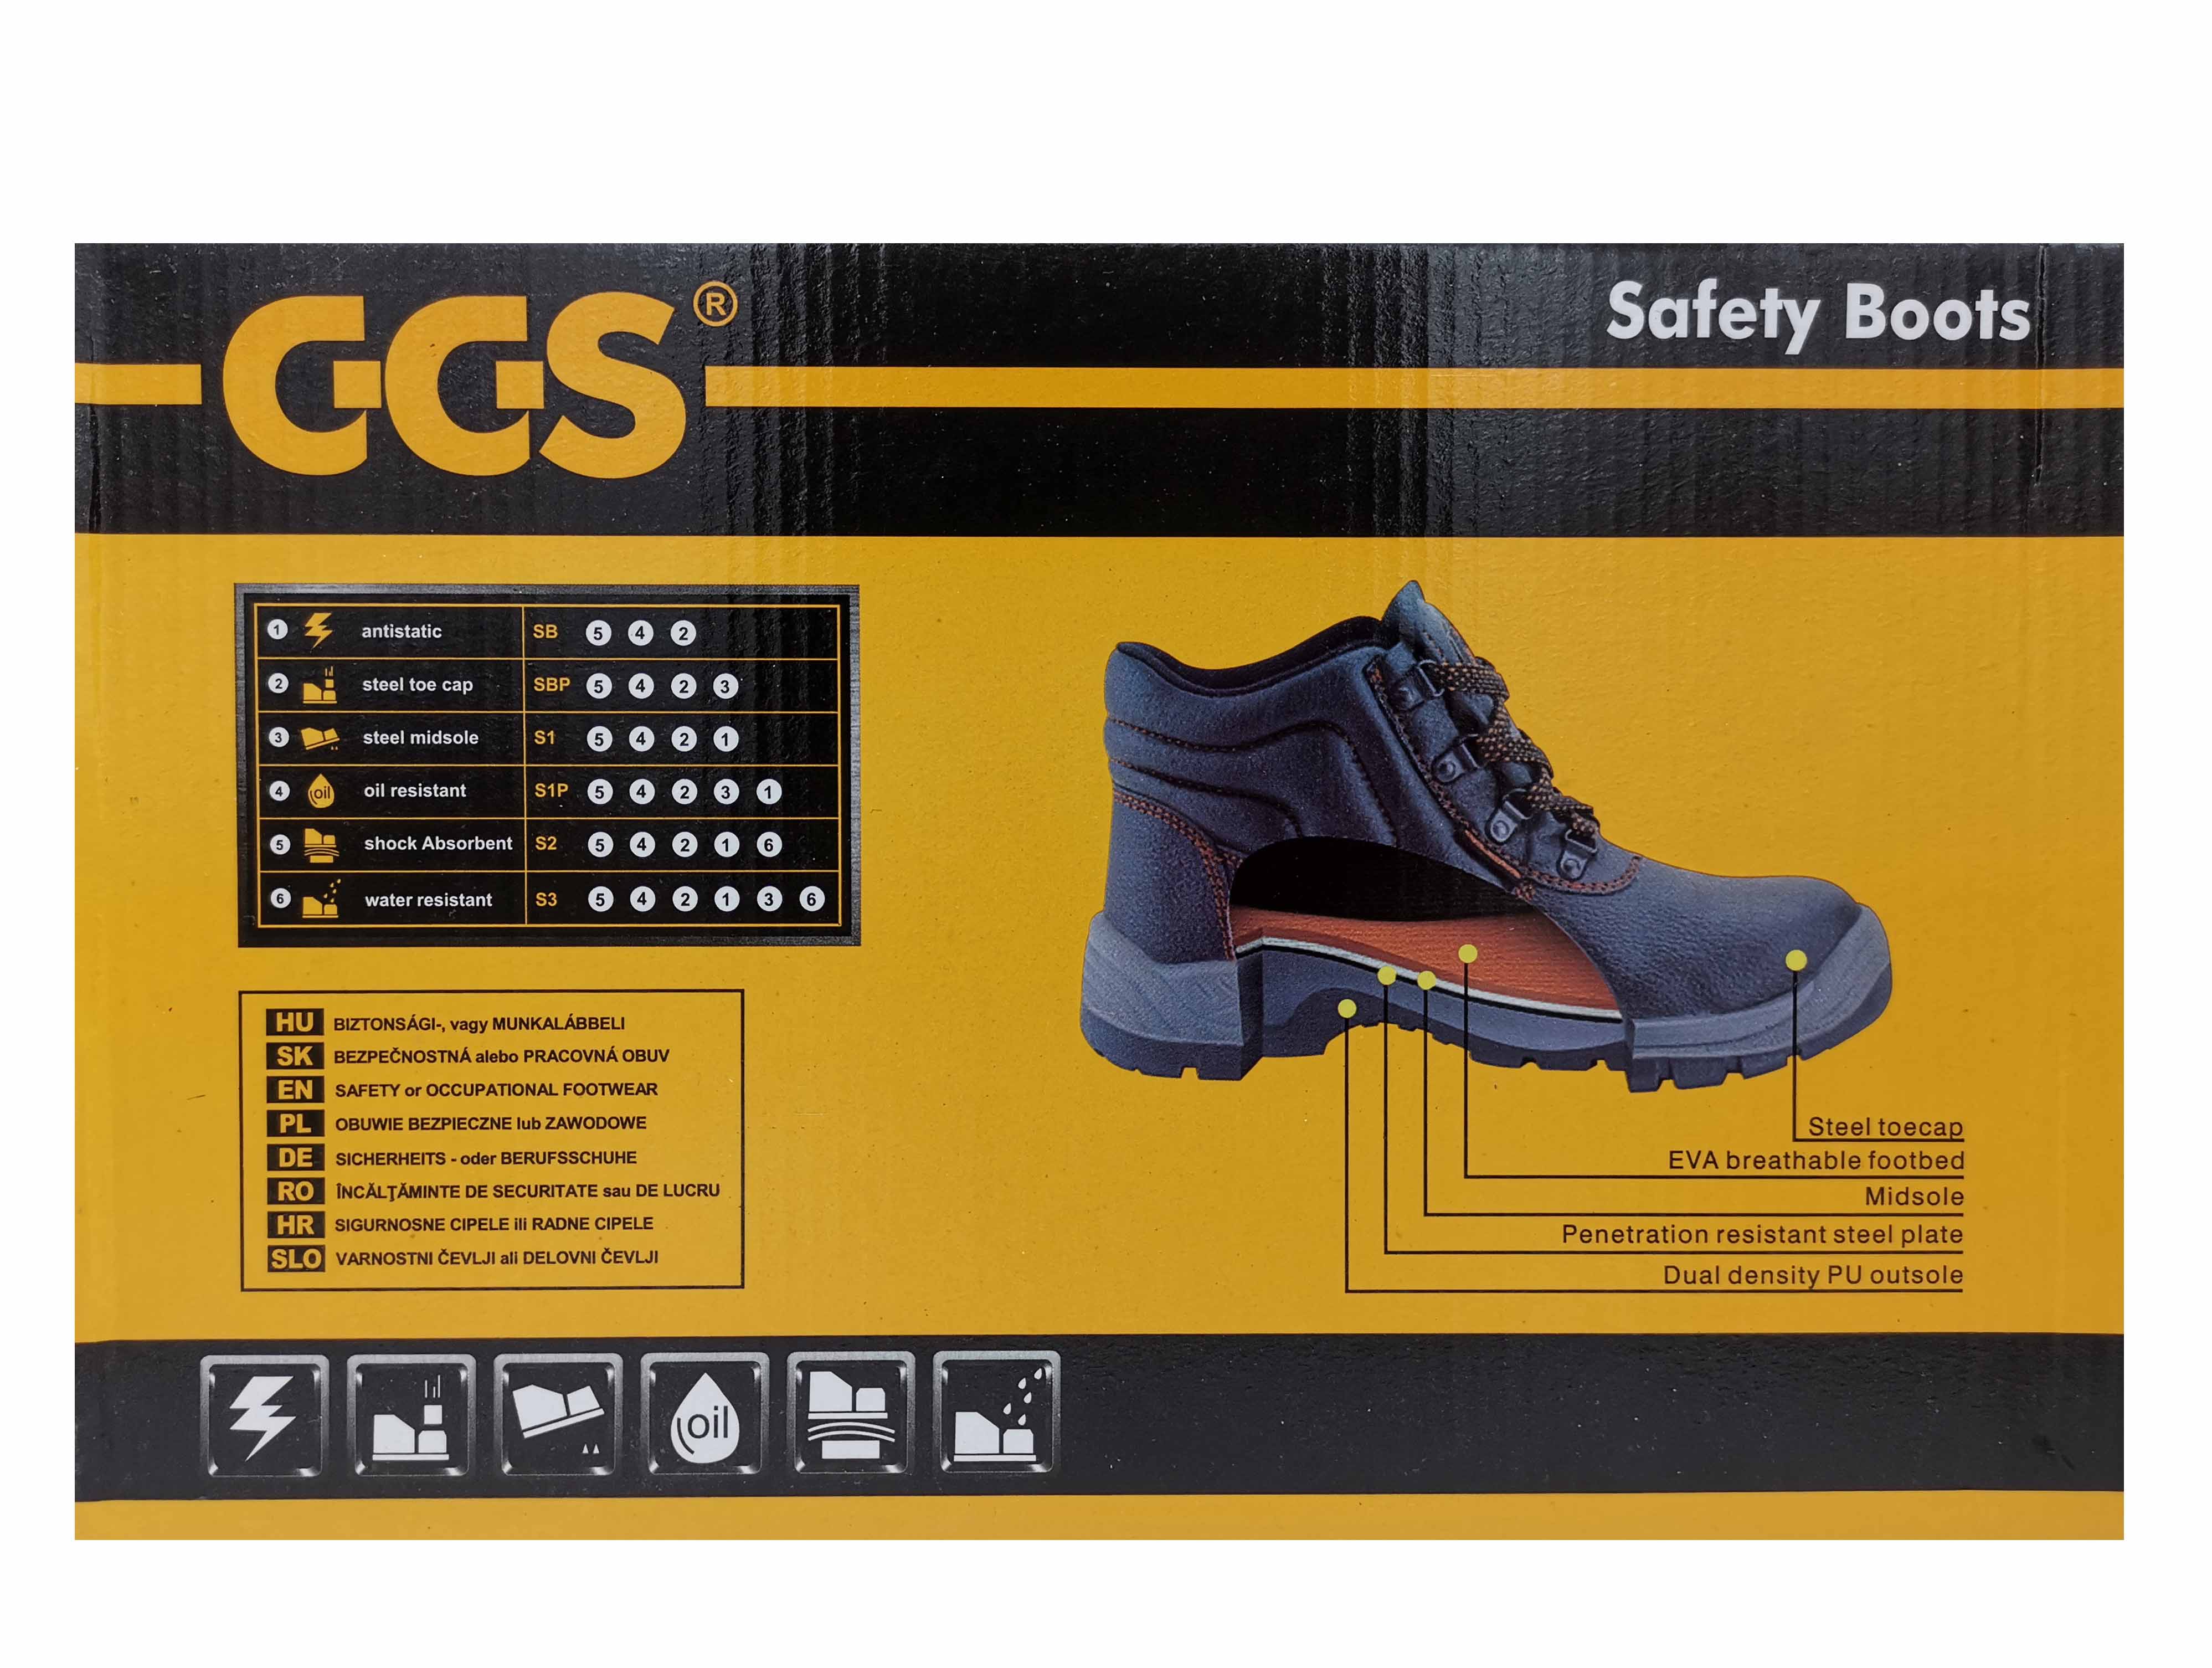 GGS®
Safety Boots
1 antistatic SB 5 4 2
2 steel toe cap SBP 5 4 2 3
3 steel midsole S1 5 4 2 1
4 oil oil resistant S1P 5 4 2 3 1
5 shock Absorbent S2 5 4 2 1 6
6 water resistant S3 5 4 2 1 3 6
HU BIZTONSÁGI-, vagy MUNKALÁBBELI
SK BEZPEČNOSTNÁ alebo PRACOVNÁ OBUV
EN SAFETY or OCCUPATIONAL FOOTWEAR
PL OBUWIE BEZPIECZNE lub ZAWODOWE
DE SICHERHEITS - oder BERUFSSCHUHE
RO ÎNCĂLŢĂMINTE DE SECURITATE sau DE LUCRU
HR SIGURNOSNE CIPELE ili RADNE CIPELE
SLO VARNOSTNI ČEVLJI ali DELOVNI ČEVLJI
Steel toecap
EVA breathable footbed
Midsole
Penetration resistant steel plate
Dual density PU outsole
oil